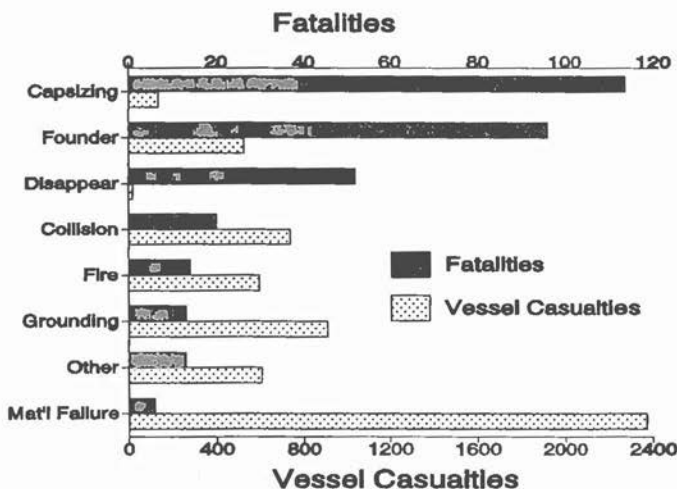 Fatalities
0 20 40 60 80 100 120
Capsizing
Founder
Disappear
Collision
Fire
Grounding
Other
Mat'l Failure
Fatalities
Vessel Casualties
0 400 800 1200 1600 2000 2400
Vessel Casualties